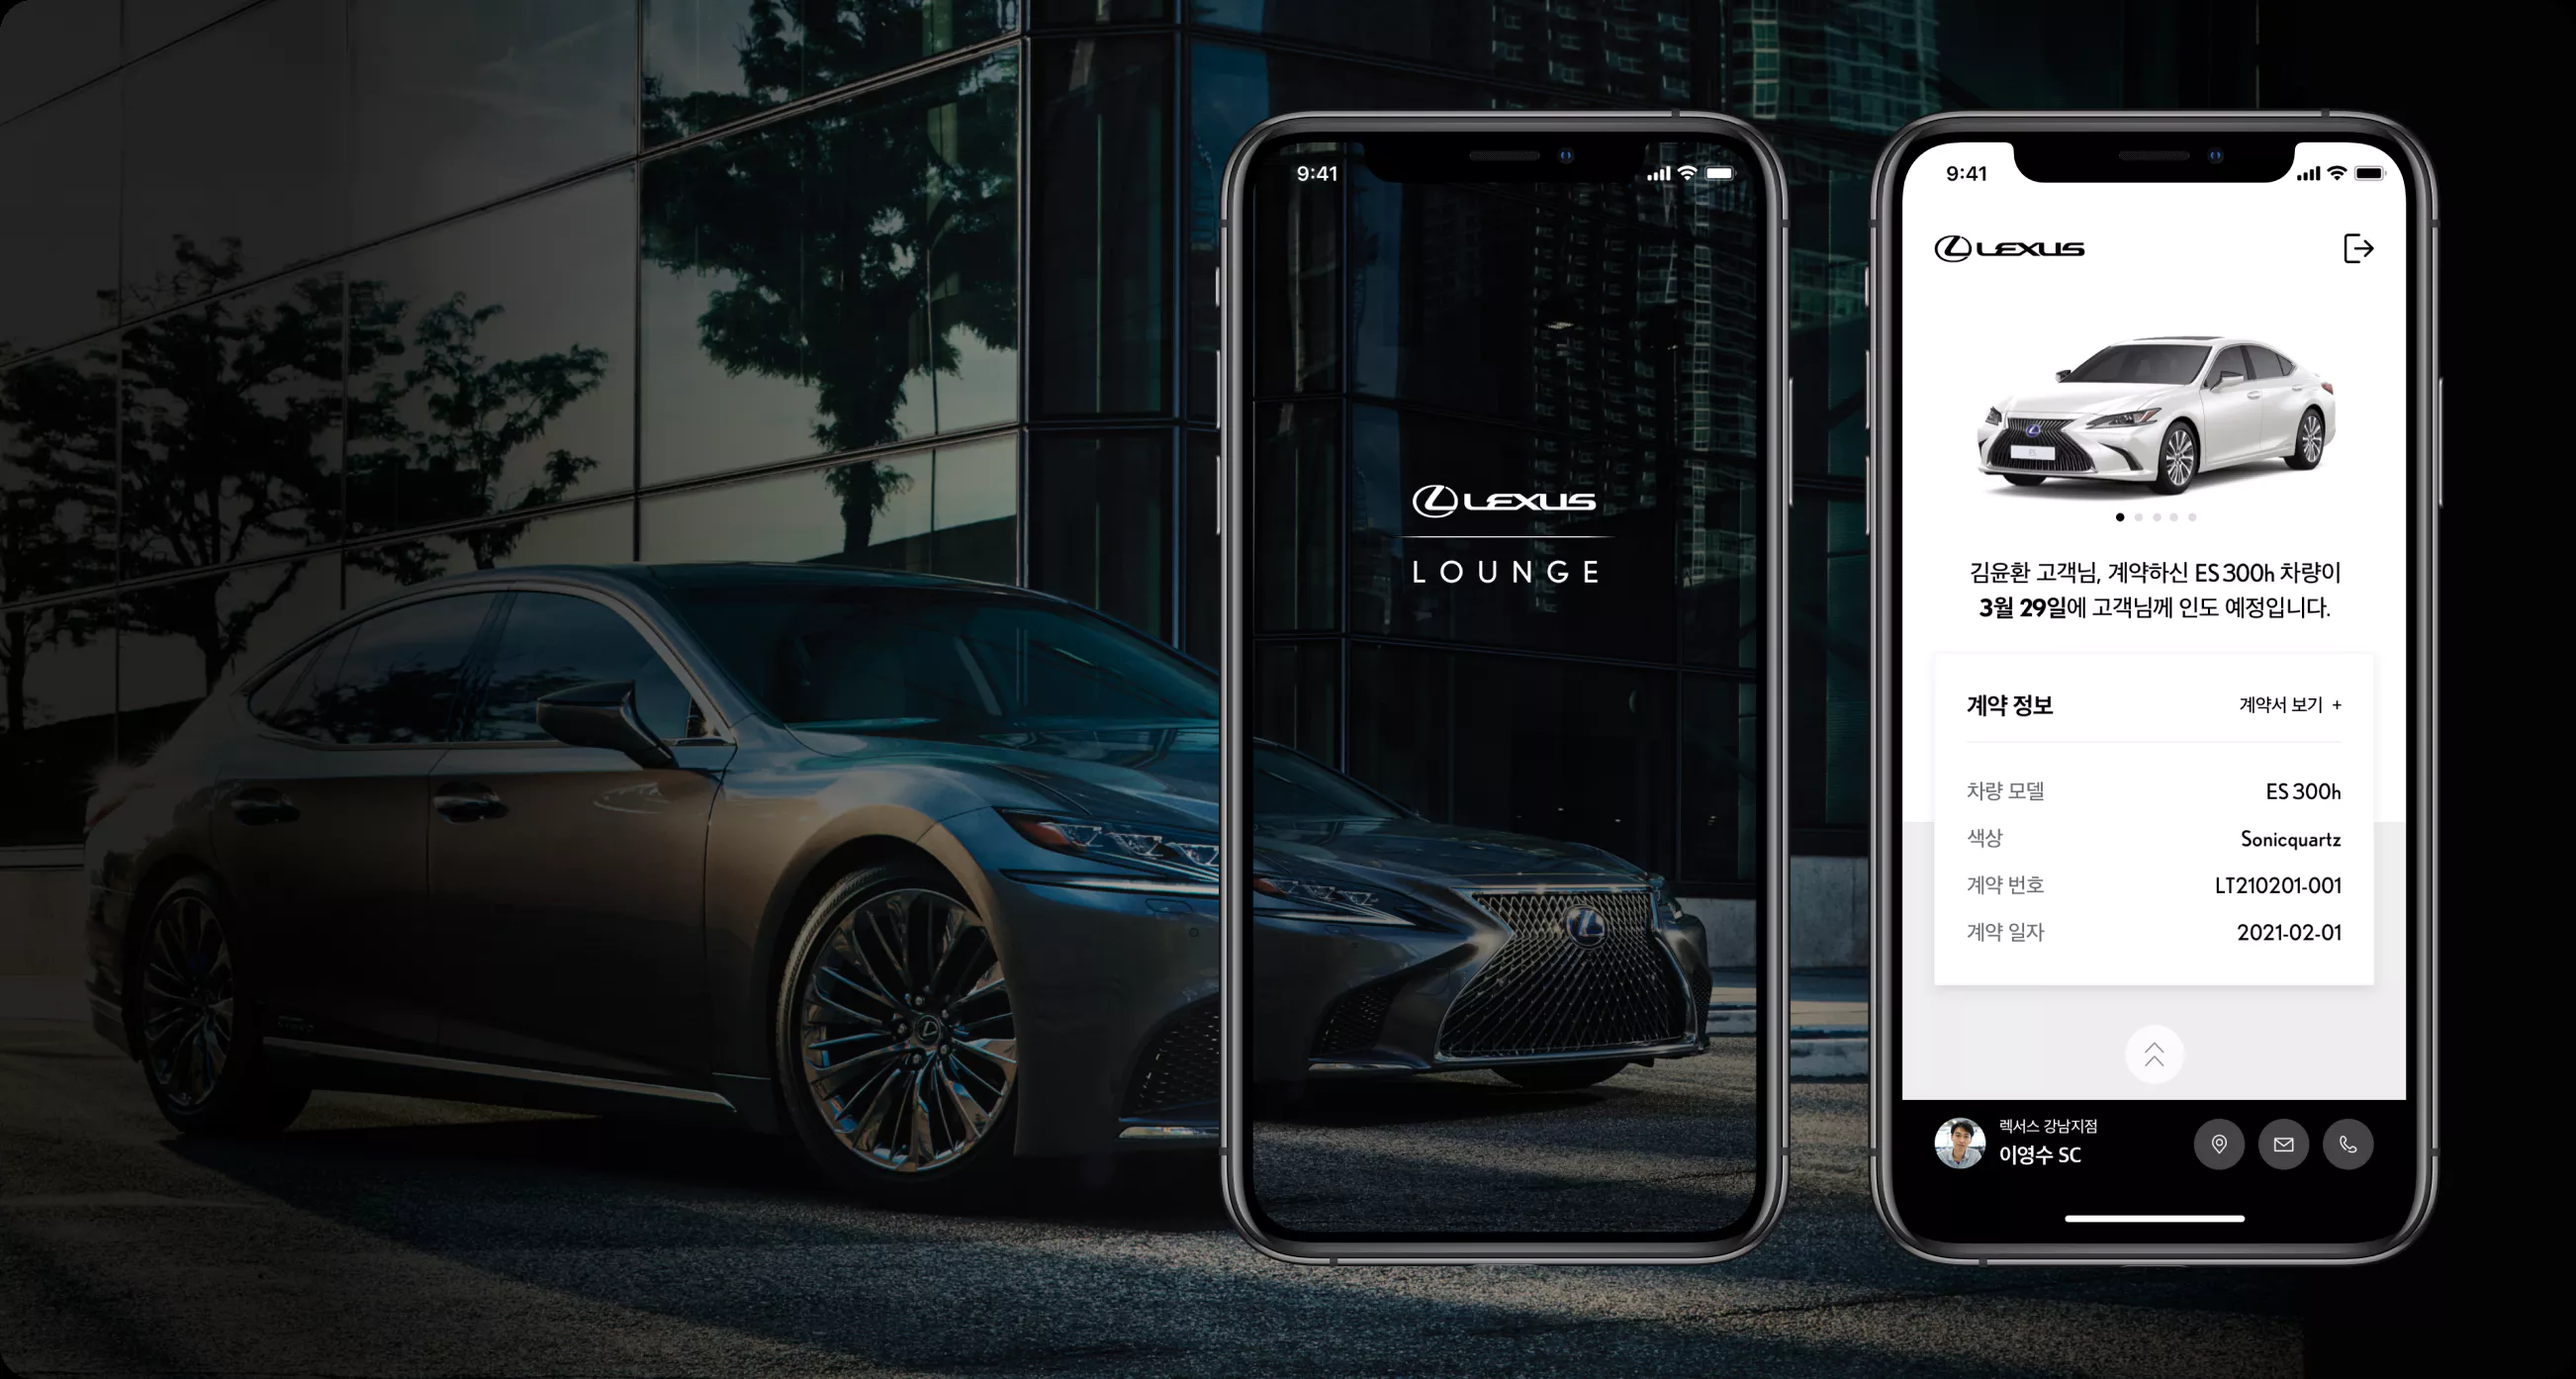 9:41
LEXUS
LOUNGE
9:41
LEXUS
김윤환 고객님, 계약하신 ES 300h 차량이
3월 29일에 고객님께 인도 예정입니다.
계약 정보
계약서 보기 +
차량 모델 ES 300h
색상 Sonicquartz
계약 번호 LT210201-001
계약 일자 2021-02-01
렉서스 강남지점
이영수 SC